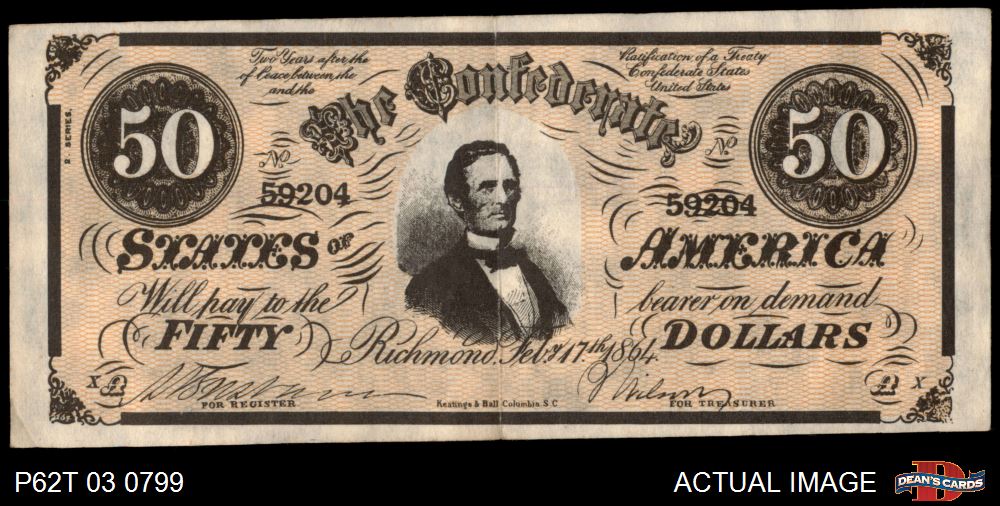 Two Years after the
of Peace between the
and the
Ratification of a Treaty
Confederate States
United States
The Confederate
50
50
2 SERIES.
No
59204
No
59204
STATES OF
AMERICA
Will pay to the
bearer on demand
FIFTY
DOLLARS
Richmond, Feby 17th 1864
X
X
FOR REGISTER
Keatings & Ball Columbia. S.C
FOR TREASURER
P62T 03 0799
ACTUAL IMAGE
D
DEAN'S CARDS